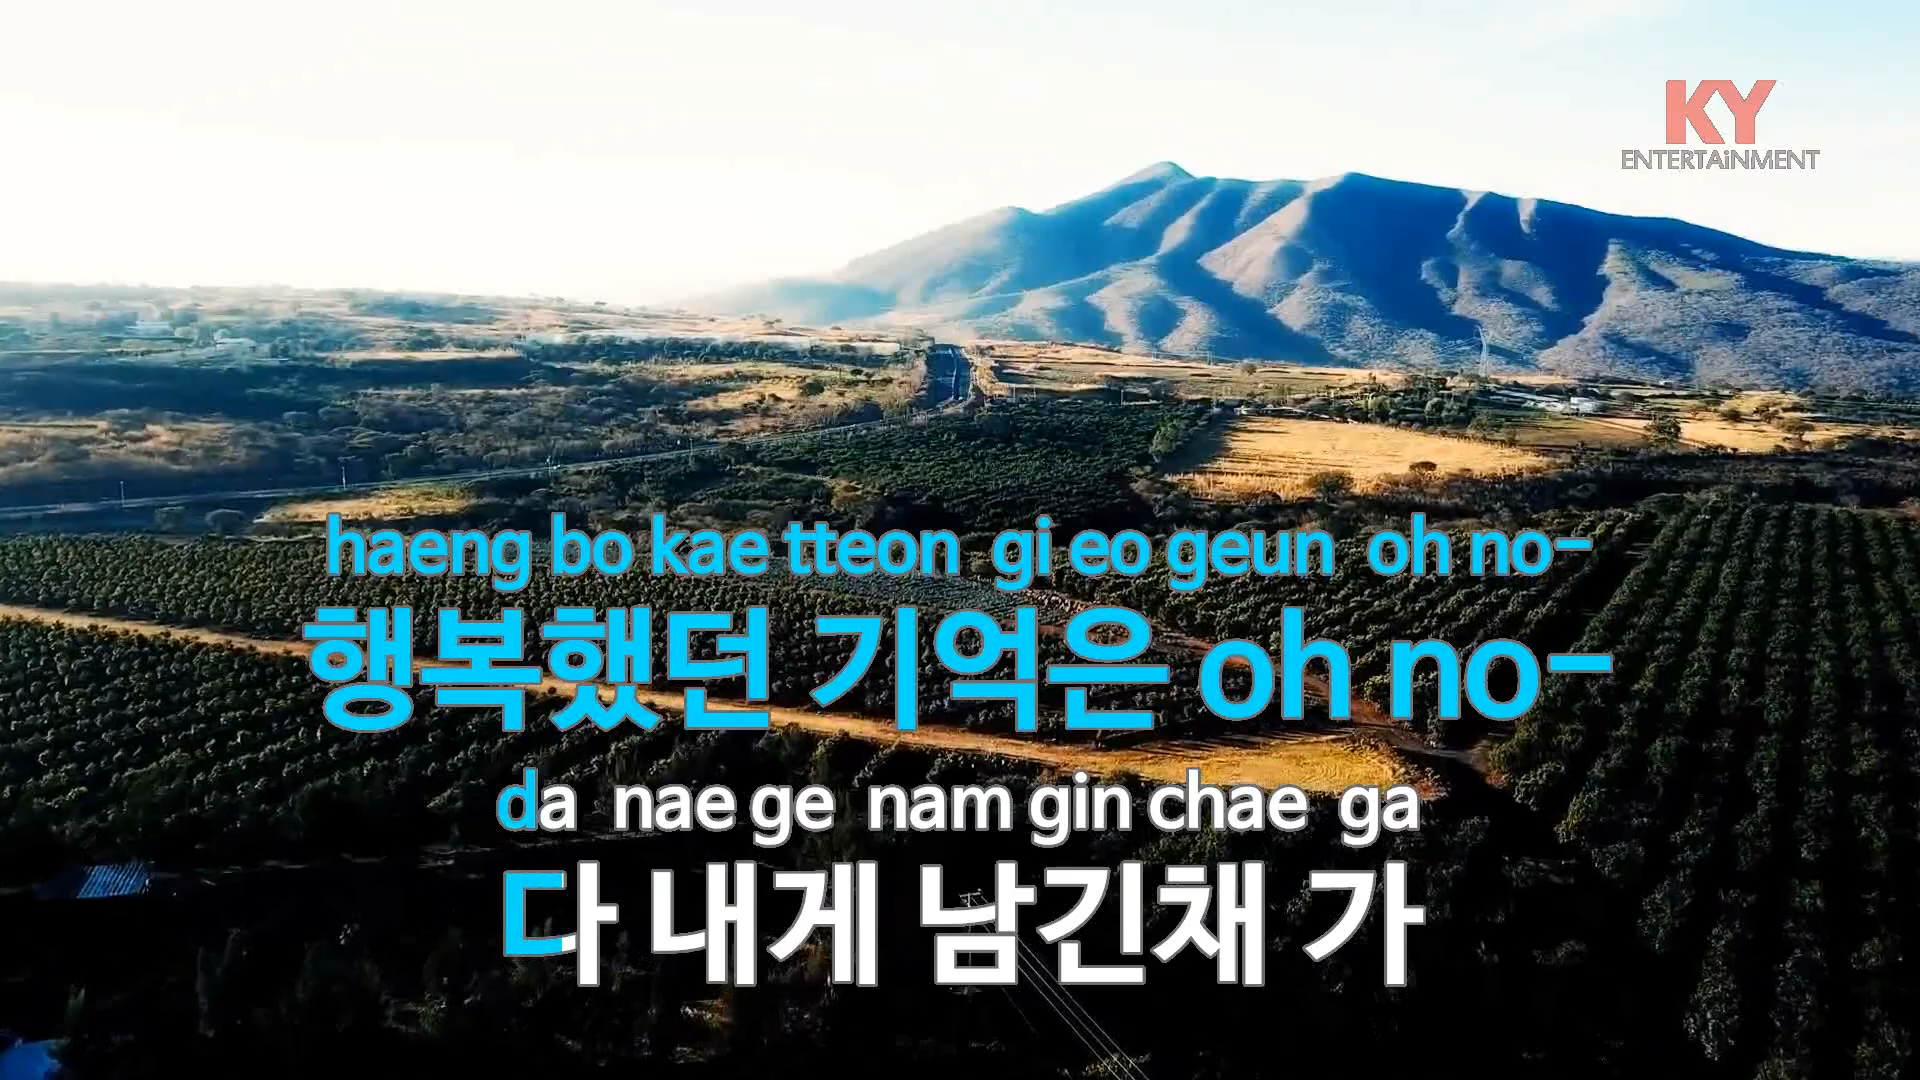 KY
ENTERTAiNMENT
haeng bo kae tteon gi eo geun oh no-
행복했던 기억은 oh no-
da nae ge nam gin chae ga
다 내게 남긴채 가